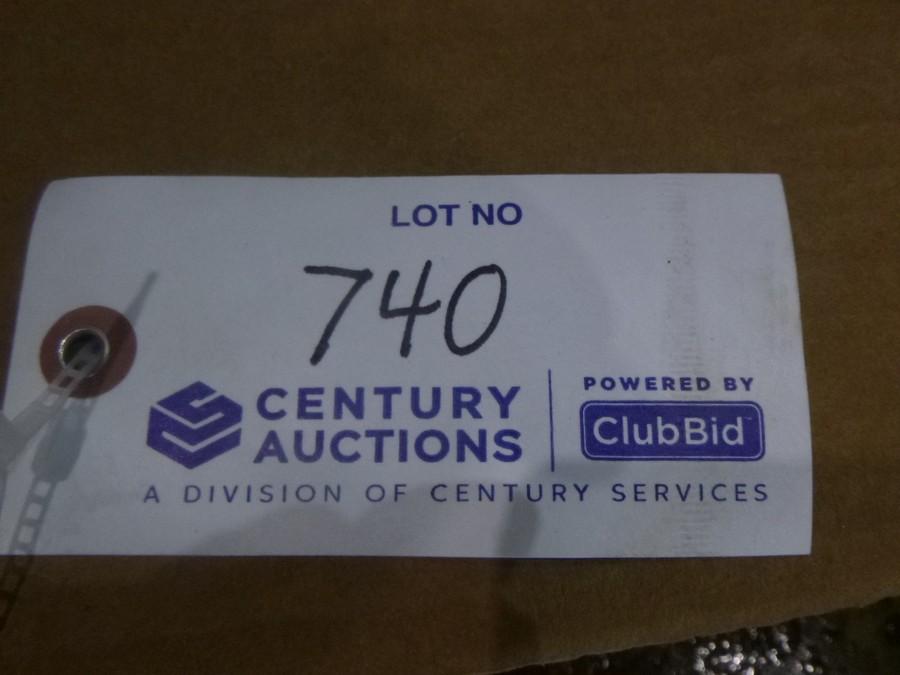 LOT NO
740
CENTURY
AUCTIONS
POWERED BY
ClubBid
A DIVISION OF CENTURY SERVICES